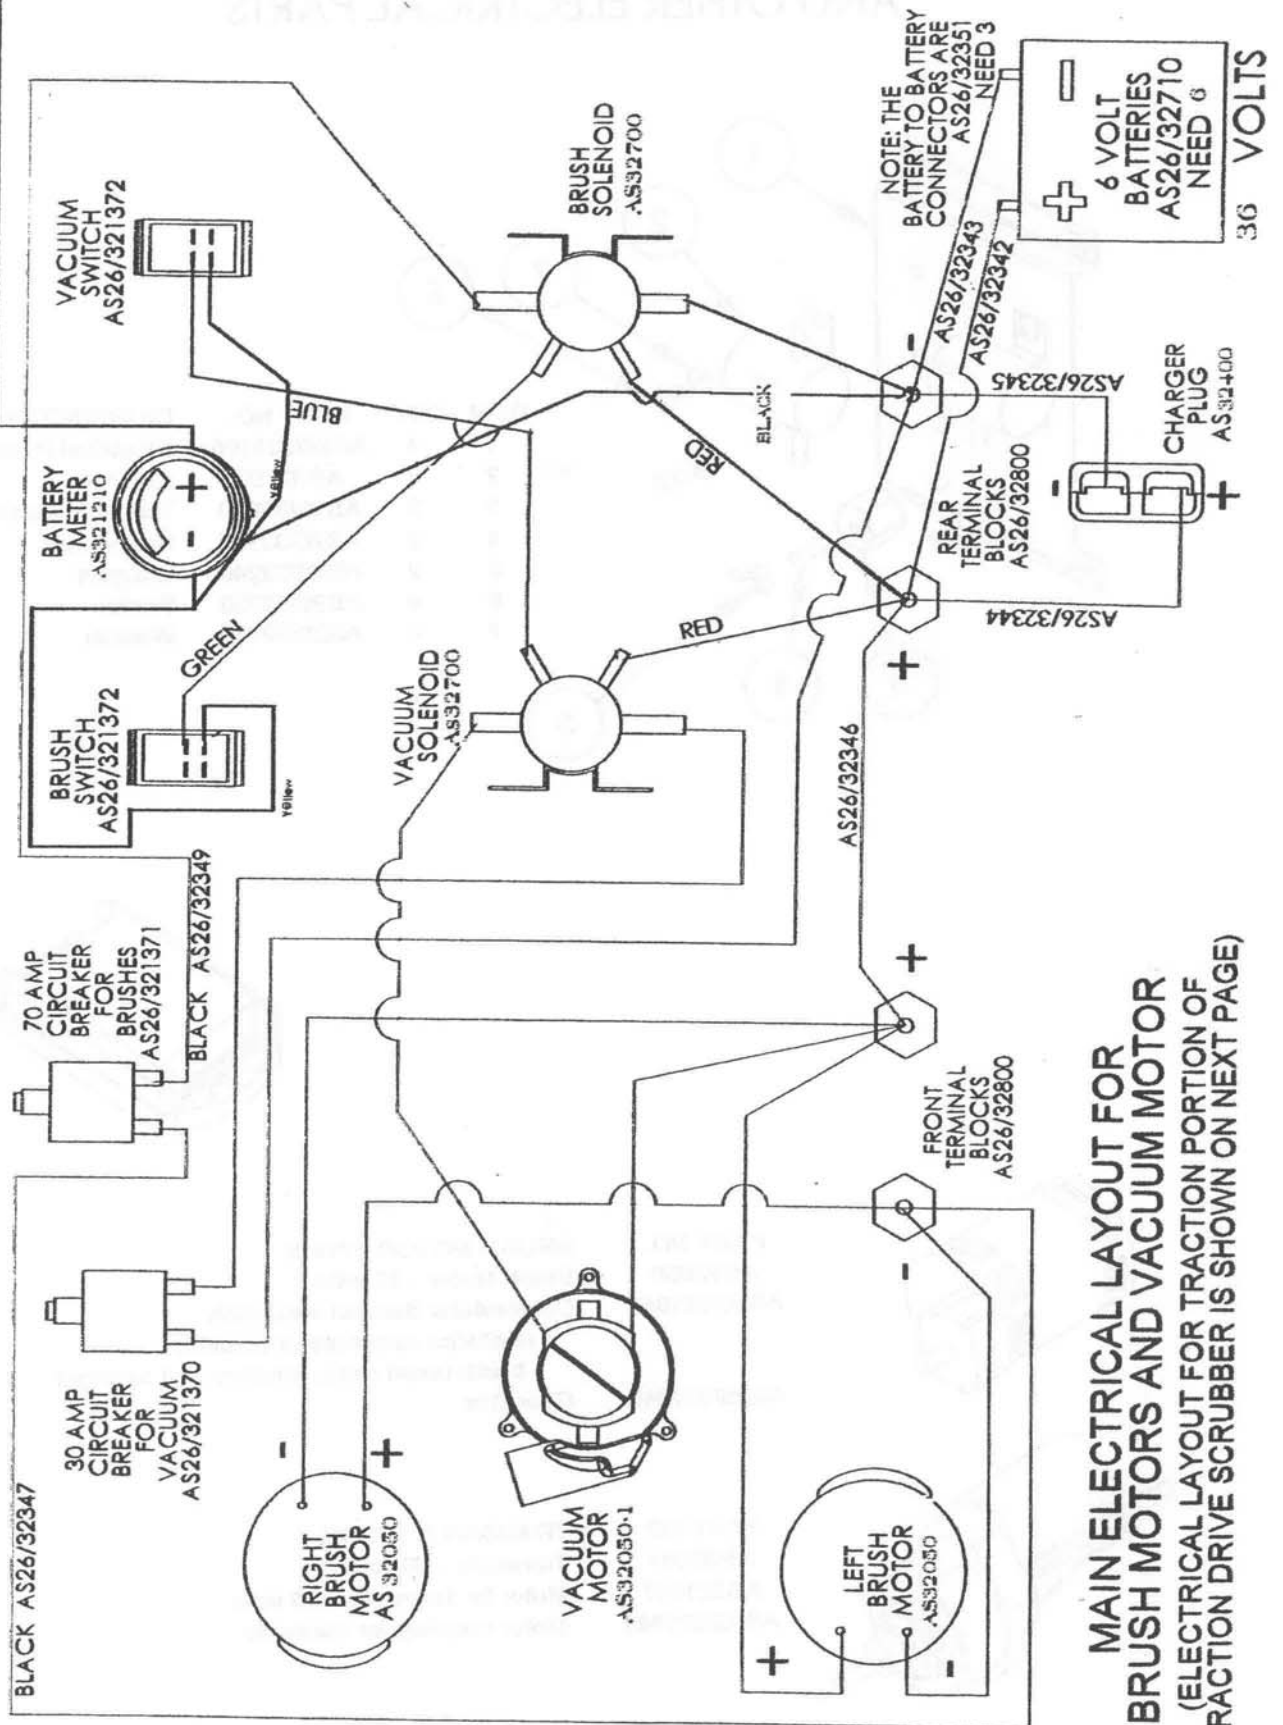 BLACK AS26/32347
70 AMP
CIRCUIT
BREAKER
FOR
BRUSHES
AS26/321371
BLACK AS26/32349
30 AMP
CIRCUIT
BREAKER
FOR
VACUUM
AS26/321370
BRUSH
SWITCH
AS26/321372
Yellow
GREEN
BATTERY
METER
AS321210
- +
Yellow
VACUUM
SWITCH
AS26/321372
BLUE
RIGHT
BRUSH
MOTOR
AS32050
-
+
VACUUM
MOTOR
AS32050-1
LEFT
BRUSH
MOTOR
AS32050
+
-
VACUUM
SOLENOID
AS32700
RED
BRUSH
SOLENOID
AS32700
RED
BLACK
AS26/32346
FRONT
TERMINAL
BLOCKS
AS26/32800
-
+
REAR
TERMINAL
BLOCKS
AS26/32800
+
-
AS26/32344
AS26/32345
AS26/32343
AS26/32342
CHARGER
PLUG
AS32400
-
+
NOTE: THE
BATTERY TO BATTERY
CONNECTORS ARE
AS26/32351
NEED 3
+ -
6 VOLT
BATTERIES
AS26/32710
NEED 6
36 VOLTS
MAIN ELECTRICAL LAYOUT FOR
BRUSH MOTORS AND VACUUM MOTOR
(ELECTRICAL LAYOUT FOR TRACTION PORTION OF
RACTION DRIVE SCRUBBER IS SHOWN ON NEXT PAGE)